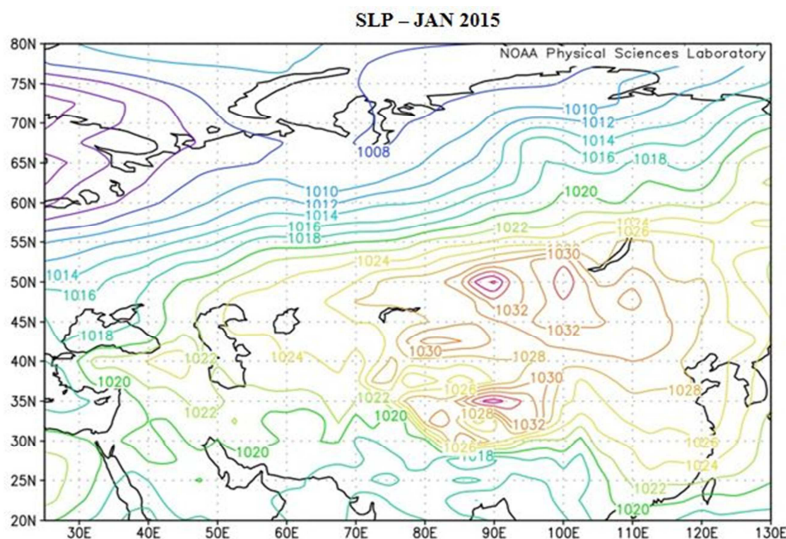 SLP – JAN 2015
80N
NOAA Physical Sciences Laboratory
75N
1010
70N
1012
1014
1008
1016
1018
65N
1010
1020
60N
1012
1014
1016
1022
1024
1018
1026
55N
1024
1030
1014
50N
1016
1032
45N
1018
1032
1030
1022
1024
1028
40N
1020
1026
1030
1028
35N
1022
1022
1020
1028
1032
30N
1020
1026
1026
1018
1024
25N
1022
1020
20N
30E 40E 50E 60E 70E 80E 90E 100E 110E 120E 130E